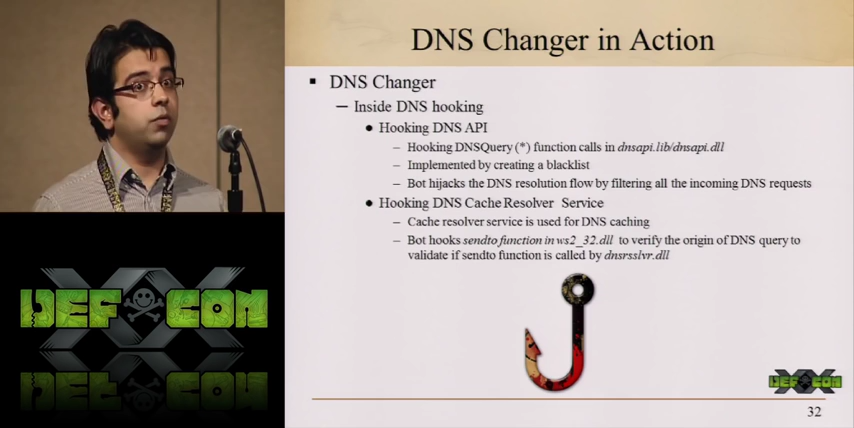 DNS Changer in Action
▪ DNS Changer
– Inside DNS hooking
• Hooking DNS API
– Hooking DNSQuery (*) function calls in dnsapi.lib/dnsapi.dll
– Implemented by creating a blacklist
– Bot hijacks the DNS resolution flow by filtering all the incoming DNS requests
• Hooking DNS Cache Resolver Service
– Cache resolver service is used for DNS caching
– Bot hooks sendto function in ws2_32.dll to verify the origin of DNS query to
validate if sendto function is called by dnsrsslvr.dll
DEF CON
XX
DEF CON
XX
32